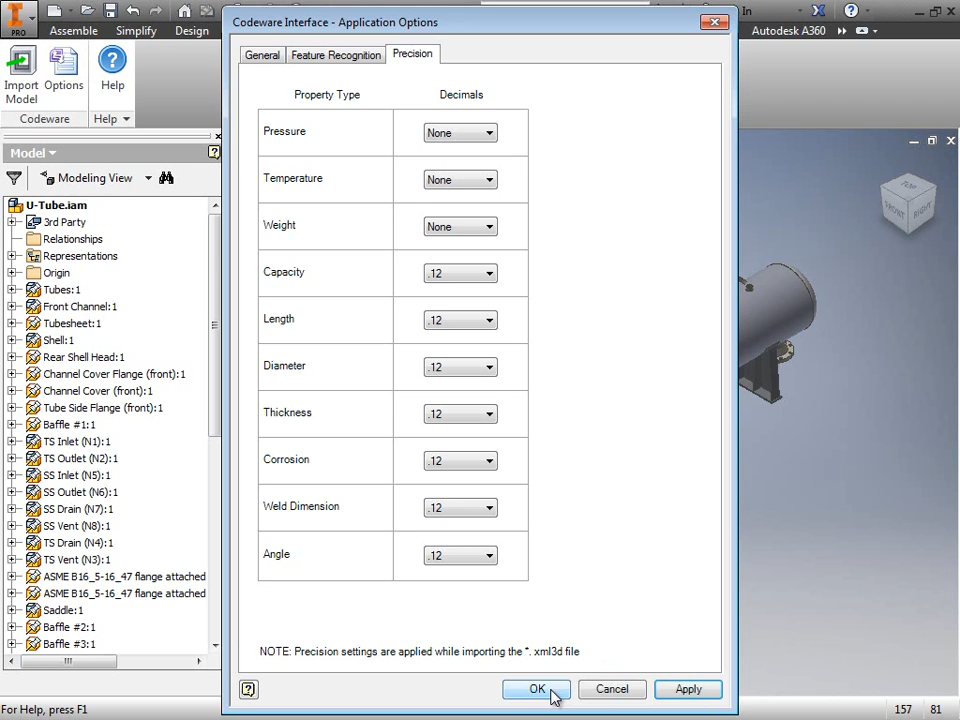 Codeware Interface - Application Options
In
PRO
Assemble
Simplify
Design
Autodesk A360
Import Model
Options
Help
Codeware
Help
General
Feature Recognition
Precision
Property Type
Decimals
Pressure
None
Temperature
None
Weight
None
Capacity
.12
Length
.12
Diameter
.12
Thickness
.12
Corrosion
.12
Weld Dimension
.12
Angle
.12
NOTE: Precision settings are applied while importing the *. xml3d file
OK
Cancel
Apply
Model
Modeling View
U-Tube.iam
3rd Party
Relationships
Representations
Origin
Tubes:1
Front Channel:1
Tubesheet:1
Shell:1
Rear Shell Head:1
Channel Cover Flange (front):1
Channel Cover (front):1
Tube Side Flange (front):1
Baffle #1:1
TS Inlet (N1):1
TS Outlet (N2):1
SS Inlet (N5):1
SS Outlet (N6):1
SS Drain (N7):1
SS Vent (N8):1
TS Drain (N4):1
TS Vent (N3):1
ASME B16_5-16_47 flange attached
ASME B16_5-16_47 flange attached
Saddle:1
Baffle #2:1
Baffle #3:1
TOP
FRONT
RIGHT
For Help, press F1
157
81